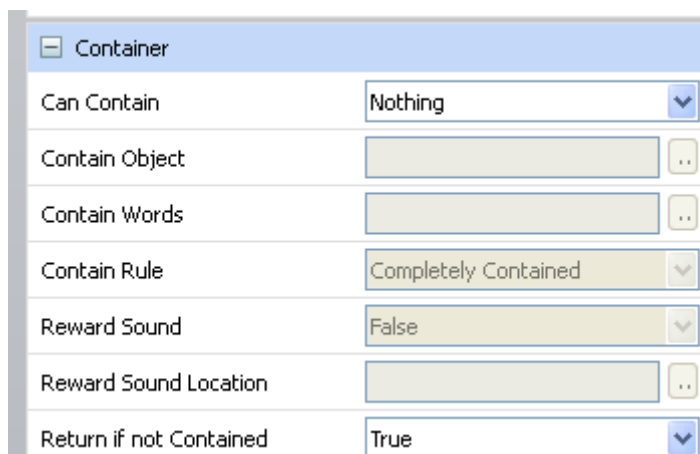 Container
Can Contain Nothing
Contain Object ..
Contain Words ..
Contain Rule Completely Contained
Reward Sound False
Reward Sound Location ..
Return if not Contained True